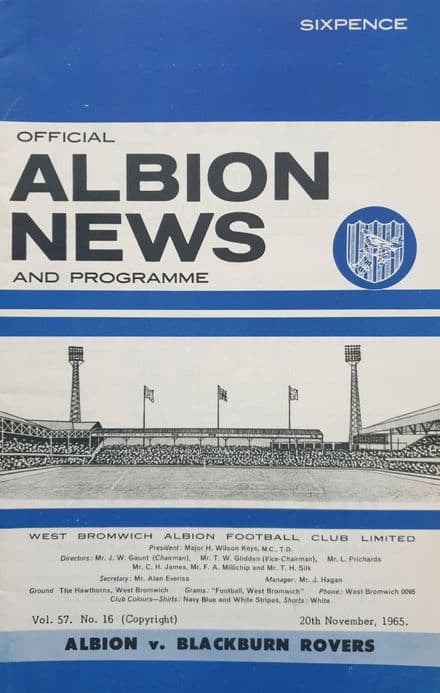 SIXPENCE
OFFICIAL
ALBION
NEWS
AND PROGRAMME
WEST BROMWICH ALBION FOOTBALL CLUB LIMITED
President: Major H. Wilson Keys, M.C., T.D.
Directors: Mr. J. W. Gaunt (Chairman), Mr. T. W. Glidden (Vice-Chairman), Mr. L. Prichards
Mr. C. H. James, Mr. F. A. Millichip and Mr. T. H. Silk
Secretary: Mr. Alan Everiss Manager: Mr. J. Hagan
Ground The Hawthorns, West Bromwich Grams: "Football, West Bromwich" Phone: West Bromwich 0095
Club Colours—Shirts: Navy Blue and White Stripes, Shorts: White
Vol. 57. No. 16 (Copyright) 20th November, 1965.
ALBION v. BLACKBURN ROVERS